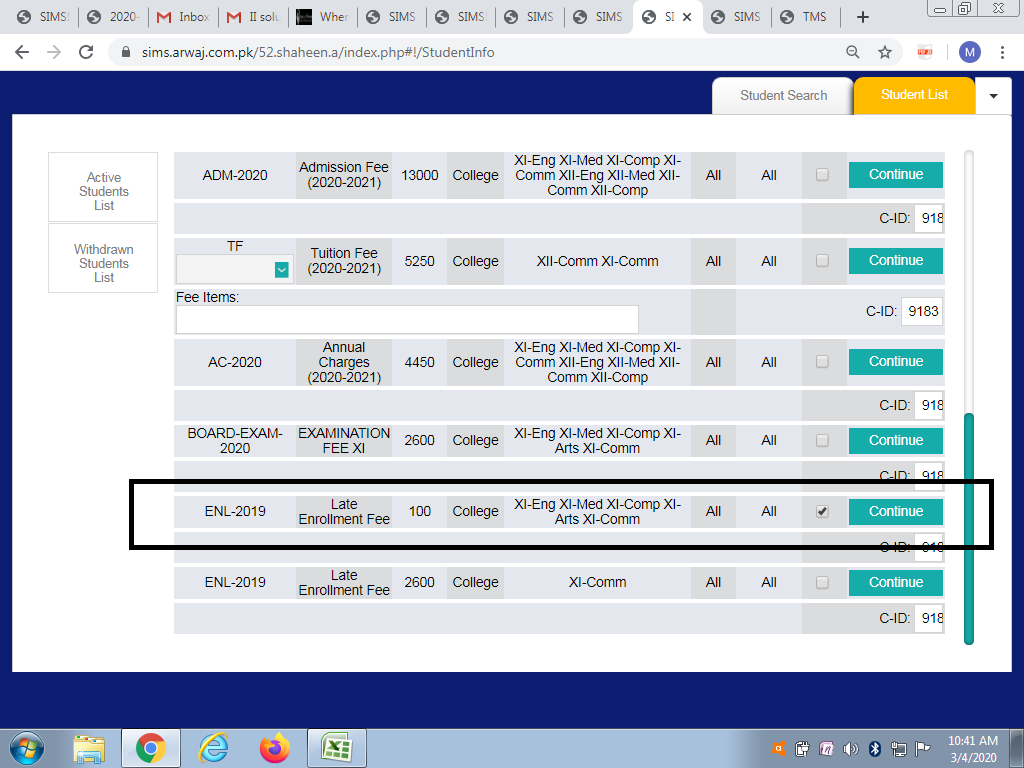 SIMS
2020-
Inbox
II solu
Wher
SIMS
SIMS
SIMS
SIMS
SI
SIMS
TMS
sims.arwaj.com.pk/52.shaheen.a/index.php#!/StudentInfo
M
Student Search
Student List
Active
Students
List
Withdrawn
Students
List
ADM-2020
Admission Fee
(2020-2021)
13000
College
XI-Eng XI-Med XI-Comp XI-
Comm XII-Eng XII-Med XII-
Comm XII-Comp
All
All
Continue
C-ID: 918
TF
Tuition Fee
(2020-2021)
5250
College
XII-Comm XI-Comm
All
All
Continue
Fee Items:
C-ID: 9183
AC-2020
Annual
Charges
(2020-2021)
4450
College
XI-Eng XI-Med XI-Comp XI-
Comm XII-Eng XII-Med XII-
Comm XII-Comp
All
All
Continue
C-ID: 918
BOARD-EXAM-
2020
EXAMINATION
FEE XI
2600
College
XI-Eng XI-Med XI-Comp XI-
Arts XI-Comm
All
All
Continue
C-ID: 918
ENL-2019
Late
Enrollment Fee
100
College
XI-Eng XI-Med XI-Comp XI-
Arts XI-Comm
All
All
Continue
C-ID: 918
ENL-2019
Late
Enrollment Fee
2600
College
XI-Comm
All
All
Continue
C-ID: 918
10:41 AM
3/4/2020